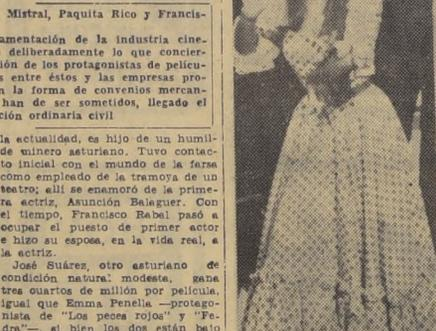 Mistral, Paquita Rico y Francis-
amentación de la industria cine-
deliberadamente lo que concier-
ión de los protagonistas de pelícu-
s entre éstos y las empresas pro-
n la forma de convenios mercan-
han de ser sometidos, llegado el
ción ordinaria civil
la actualidad, es hijo de un humil-
de minero asturiano. Tuvo contac-
to inicial con el mundo de la farsa
como empleado de la tramoya de un
teatro; allí se enamoró de la prime-
ra actriz, Asunción Balaguer. Con
el tiempo, Francisco Rabal pasó a
ocupar el puesto de primer actor
e hizo su esposa, en la vida real, a
la actriz.
José Suárez, otro asturiano de
condición natural modesta, gana
tres cuartos de millón por película,
igual que Emma Penella —protago-
nista de "Los peces rojos" y "Fe-
dra"— si bien los dos están bajo